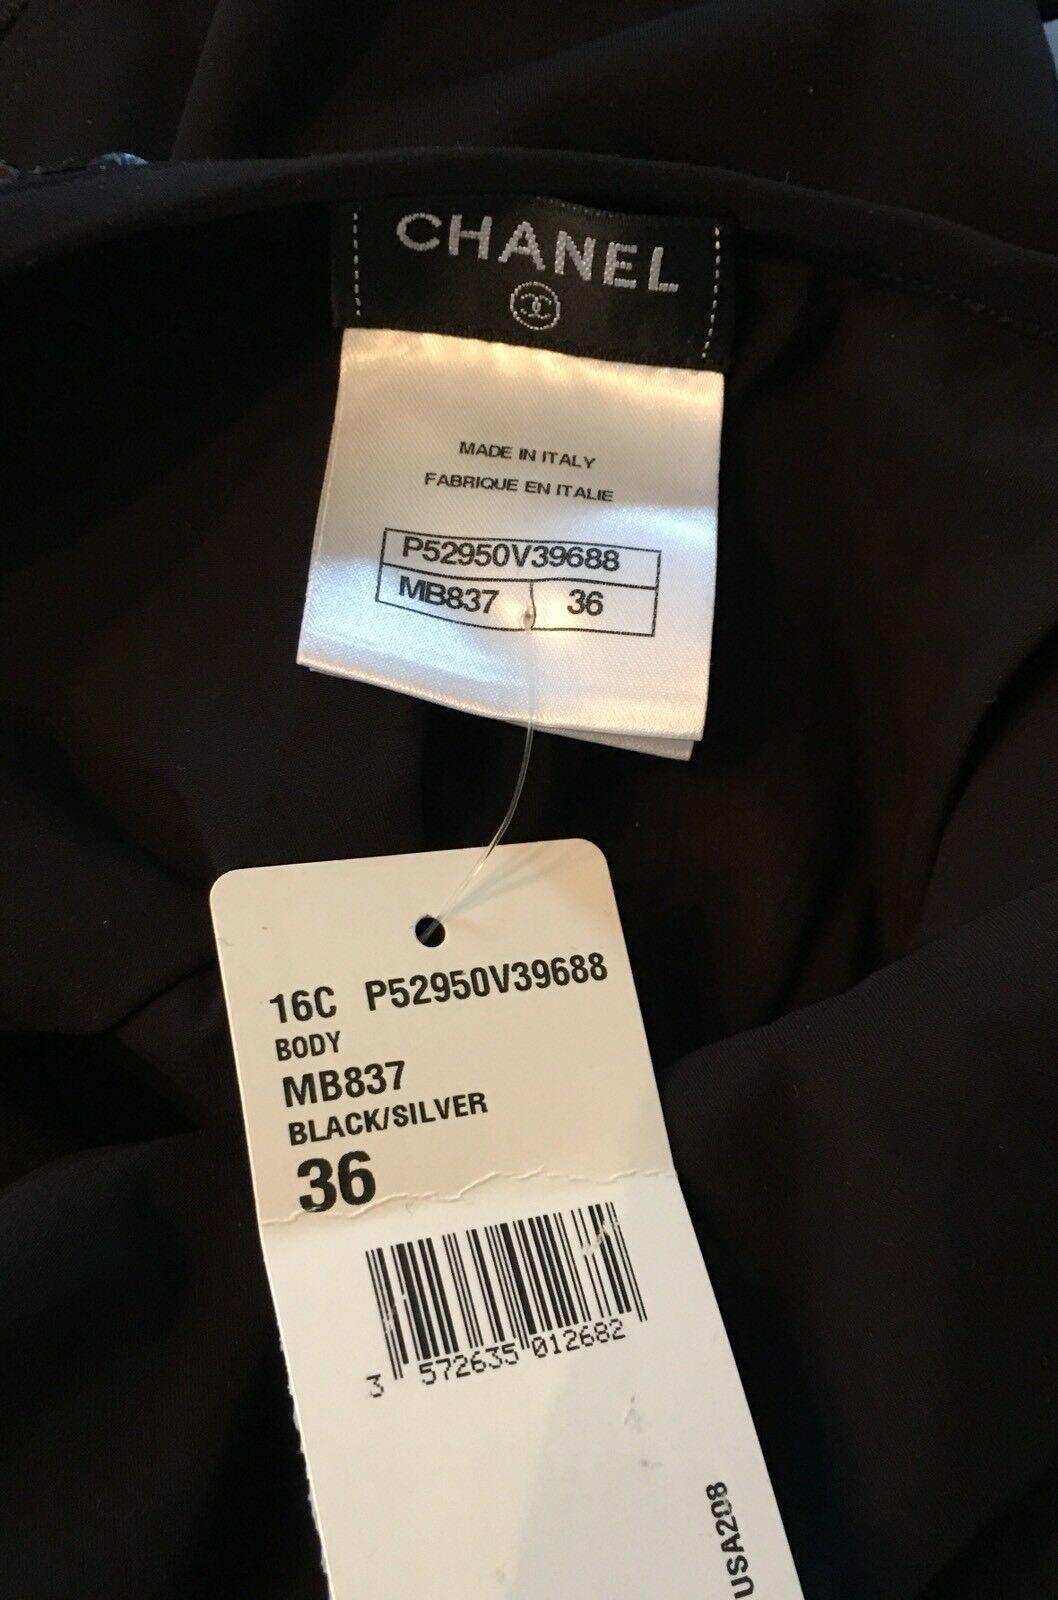 CHANEL
MADE IN ITALY
FABRIQUE EN ITALIE
P52950V39688
MB837 36
16C P52950V39688
BODY
MB837
BLACK/SILVER
36
3 572635 012682
USA208